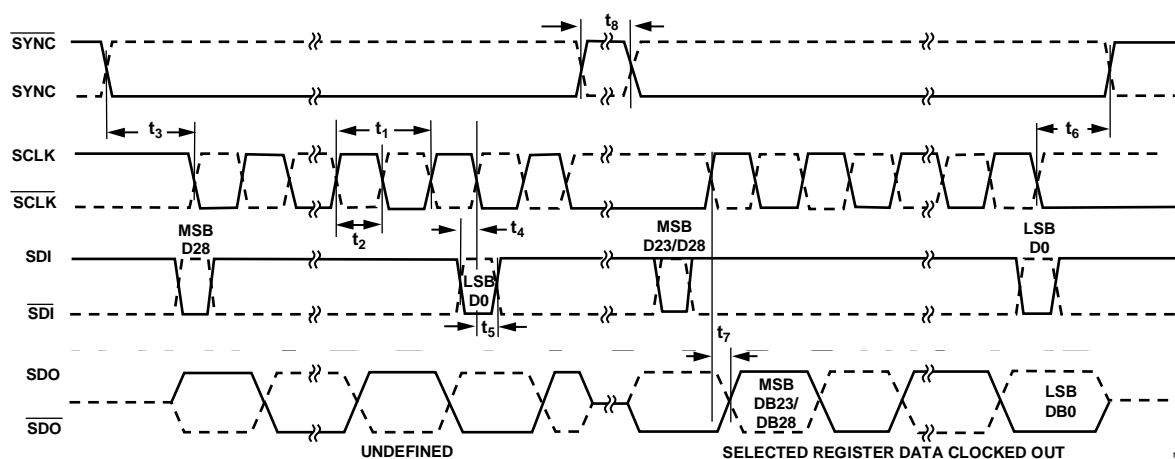 t8
SYNC
SYNC
t3
t1
t6
SCLK
SCLK
t2
t4
MSB
D28
MSB
D23/D28
LSB
D0
SDI
LSB
D0
SDI
t5
t7
SDO
MSB
DB23/
DB28
LSB
DB0
SDO
UNDEFINED
SELECTED REGISTER DATA CLOCKED OUT